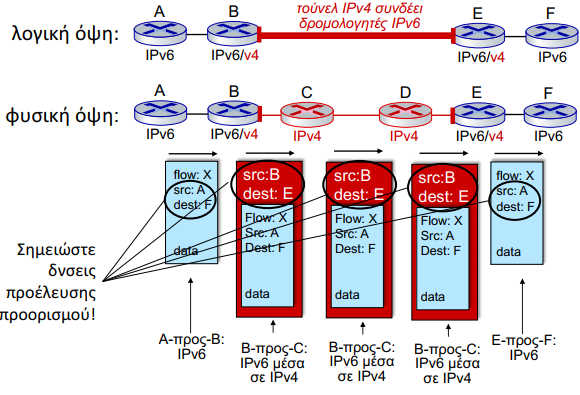 τούνελ IPv4 συνδέει
δρομολογητές IPv6
λογική όψη:
A
B
E
F
IPv6
IPv6/v4
IPv6/v4
IPv6
φυσική όψη:
A
B
C
D
E
F
IPv6
IPv6/v4
IPv4
IPv4
IPv6/v4
IPv6
flow: X
src: A
dest: F
data
src:B
dest: E
Flow: X
Src: A
Dest: F
data
src:B
dest: E
Flow: X
Src: A
Dest: F
data
src:B
dest: E
Flow: X
Src: A
Dest: F
data
flow: X
src: A
dest: F
data
Σημειώστε
δνσεις
προέλευσης
προορισμού!
A-προς-B:
IPv6
B-προς-C:
IPv6 μέσα
σε IPv4
B-προς-C:
IPv6 μέσα
σε IPv4
B-προς-C:
IPv6 μέσα
σε IPv4
E-προς-F:
IPv6